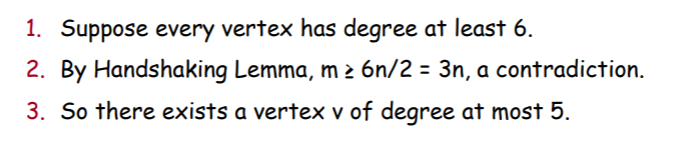 1. Suppose every vertex has degree at least 6.
2. By Handshaking Lemma, m ≥ 6n/2 = 3n, a contradiction.
3. So there exists a vertex v of degree at most 5.